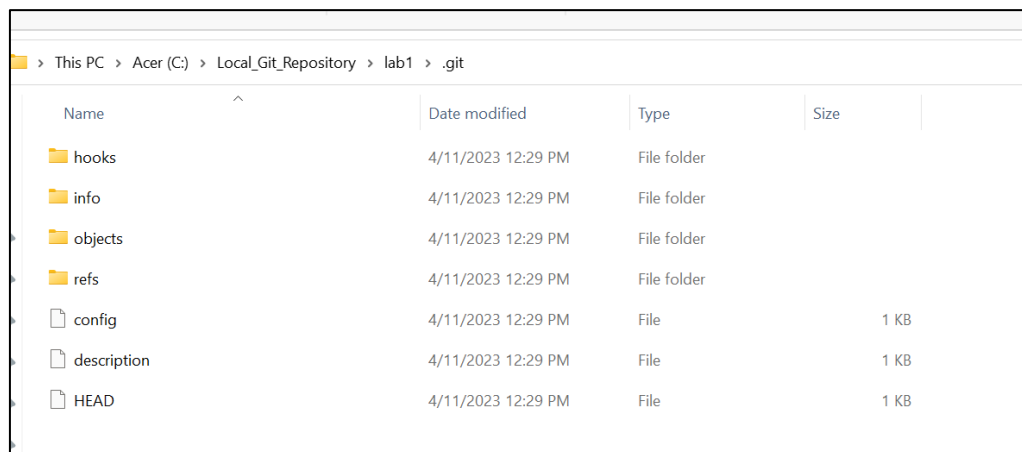 This PC > Acer (C:) > Local_Git_Repository > lab1 > .git
Name Date modified Type Size
hooks 4/11/2023 12:29 PM File folder
info 4/11/2023 12:29 PM File folder
objects 4/11/2023 12:29 PM File folder
refs 4/11/2023 12:29 PM File folder
config 4/11/2023 12:29 PM File 1 KB
description 4/11/2023 12:29 PM File 1 KB
HEAD 4/11/2023 12:29 PM File 1 KB